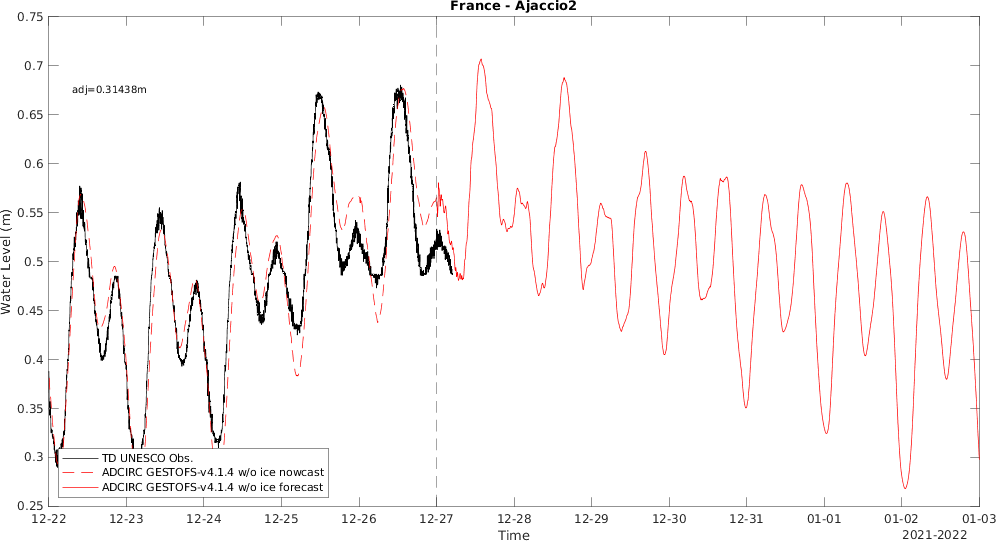 France - Ajaccio2
0.75
0.7
0.65
0.6
0.55
0.5
0.45
0.4
0.35
0.3
0.25
Water Level (m)
adj=0.31438m
TD UNESCO Obs.
ADCIRC GESTOFS-v4.1.4 w/o ice nowcast
ADCIRC GESTOFS-v4.1.4 w/o ice forecast
12-22 12-23 12-24 12-25 12-26 12-27 12-28 12-29 12-30 12-31 01-01 01-02 01-03
Time
2021-2022